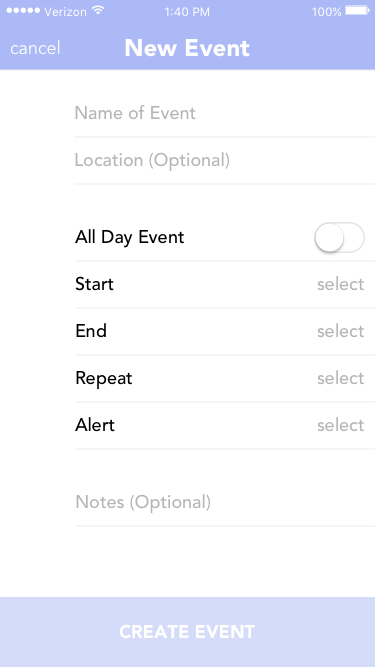 Verizon 1:40 PM 100%
cancel New Event
Name of Event
Location (Optional)
All Day Event
Start select
End select
Repeat select
Alert select
Notes (Optional)
CREATE EVENT